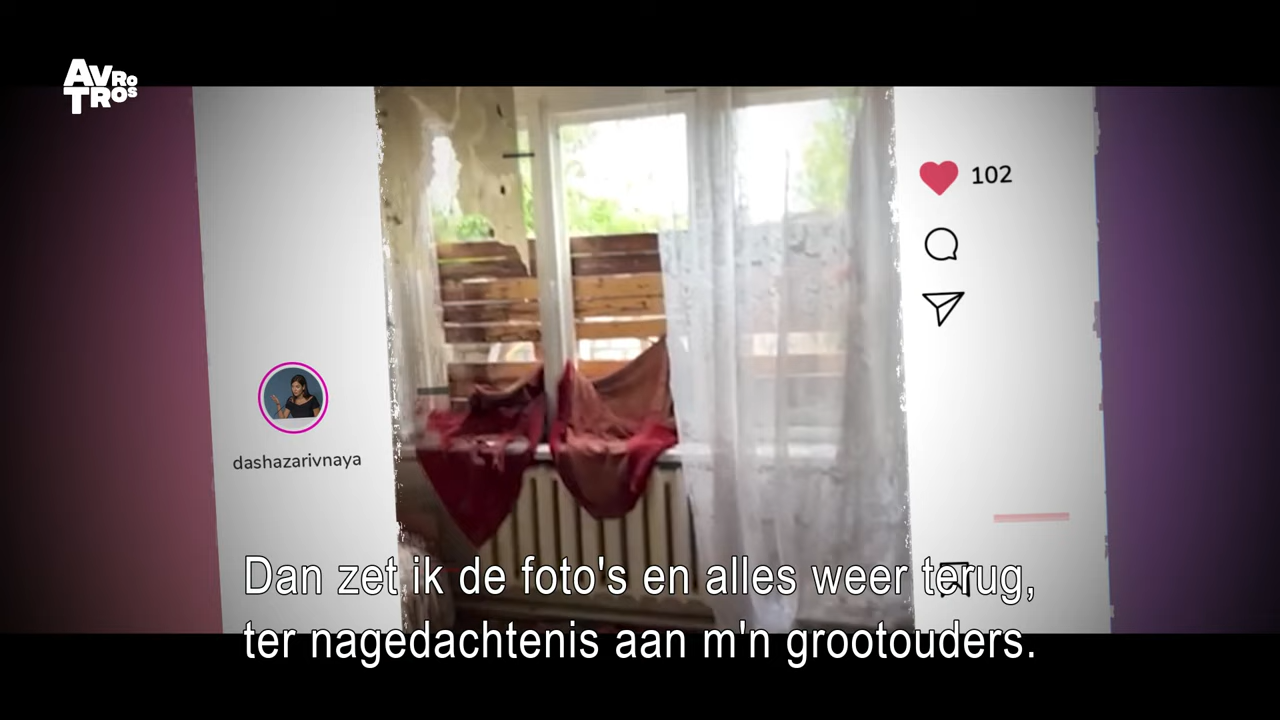 AVRO
TROS
102
dashazarivnaya
Dan zet ik de foto's en alles weer terug,
ter nagedachtenis aan m'n grootouders.